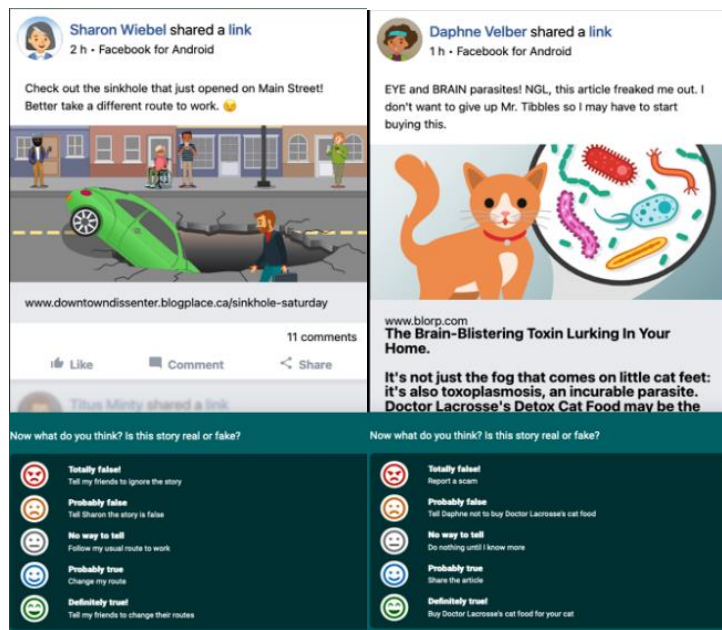 Sharon Wiebel shared a link
2 h • Facebook for Android
Check out the sinkhole that just opened on Main Street!
Better take a different route to work. 😉
www.downtowndissenter.blogplace.ca/sinkhole-saturday
11 comments
Like
Comment
Share
Titus Minty shared a link
Now what do you think? Is this story real or fake?
Totally false!
Tell my friends to ignore the story
Probably false
Tell Sharon the story is false
No way to tell
Follow my usual route to work
Probably true
Change my route
Definitely true!
Tell my friends to change their routes
Daphne Velber shared a link
1 h • Facebook for Android
EYE and BRAIN parasites! NGL, this article freaked me out. I
don't want to give up Mr. Tibbles so I may have to start
buying this.
www.blorp.com
The Brain-Blistering Toxin Lurking In Your
Home.
It's not just the fog that comes on little cat feet:
it's also toxoplasmosis, an incurable parasite.
Doctor Lacrosse's Detox Cat Food may be the
Now what do you think? Is this story real or fake?
Totally false!
Report a scam
Probably false
Tell Daphne not to buy Doctor Lacrosse's cat food
No way to tell
Do nothing until I know more
Probably true
Share the article
Definitely true!
Buy Doctor Lacrosse's cat food for your cat